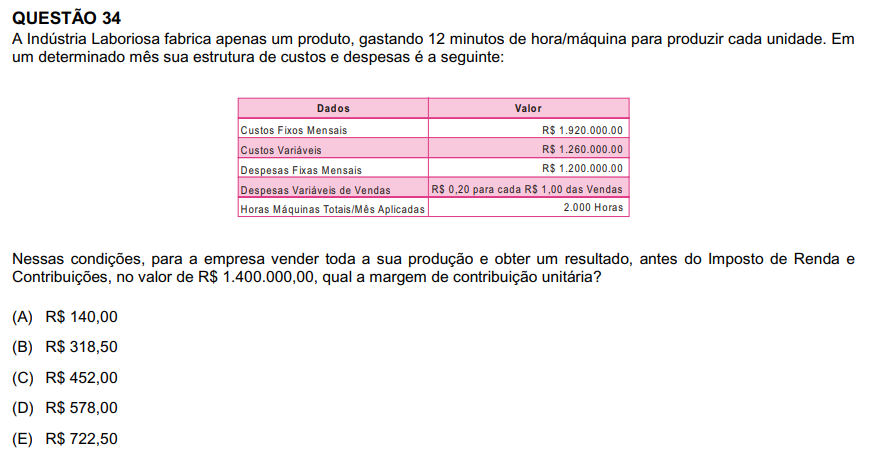 QUESTÃO 34
A Indústria Laboriosa fabrica apenas um produto, gastando 12 minutos de hora/máquina para produzir cada unidade. Em
um determinado mês sua estrutura de custos e despesas é a seguinte:
Dados Valor
Custos Fixos Mensais R$ 1.920.000.00
Custos Variáveis R$ 1.260.000.00
Despesas Fixas Mensais R$ 1.200.000.00
Despesas Variáveis de Vendas R$ 0,20 para cada R$ 1,00 das Vendas
Horas Máquinas Totais/Mês Aplicadas 2.000 Horas
Nessas condições, para a empresa vender toda a sua produção e obter um resultado, antes do Imposto de Renda e
Contribuições, no valor de R$ 1.400.000,00, qual a margem de contribuição unitária?
(A) R$ 140,00
(B) R$ 318,50
(C) R$ 452,00
(D) R$ 578,00
(E) R$ 722,50